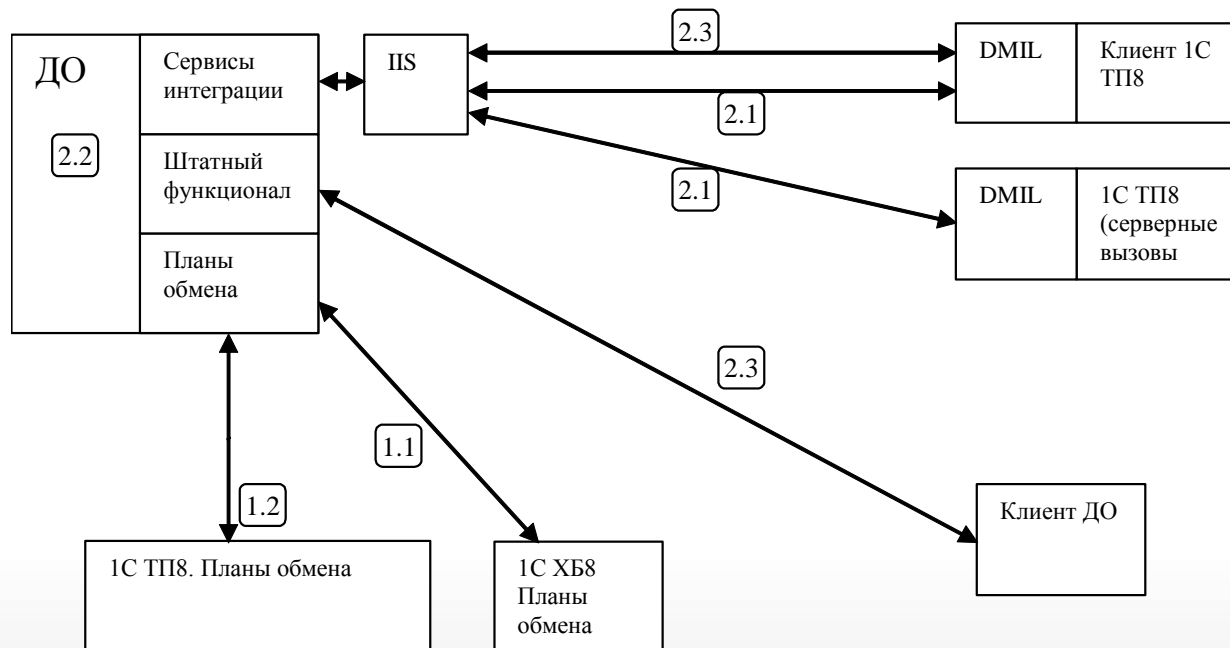 ДО
2.2
Сервисы
интеграции
Штатный
функционал
Планы
обмена
IIS
2.3
2.1
2.1
DMIL
Клиент 1С
ТП8
DMIL
1С ТП8
(серверные
вызовы
2.3
1.1
1.2
1С ТП8. Планы обмена
1С ХБ8
Планы
обмена
Клиент ДО